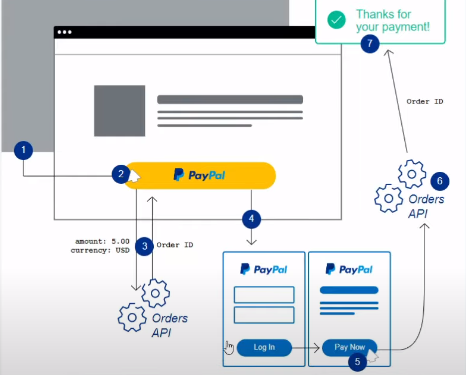 Thanks for
your payment!
7
Order ID
1
2
PayPal
6
Orders
API
4
amount: 5.00
currency: USD
3
Order ID
Orders
API
PayPal
PayPal
Log In
Pay Now
5